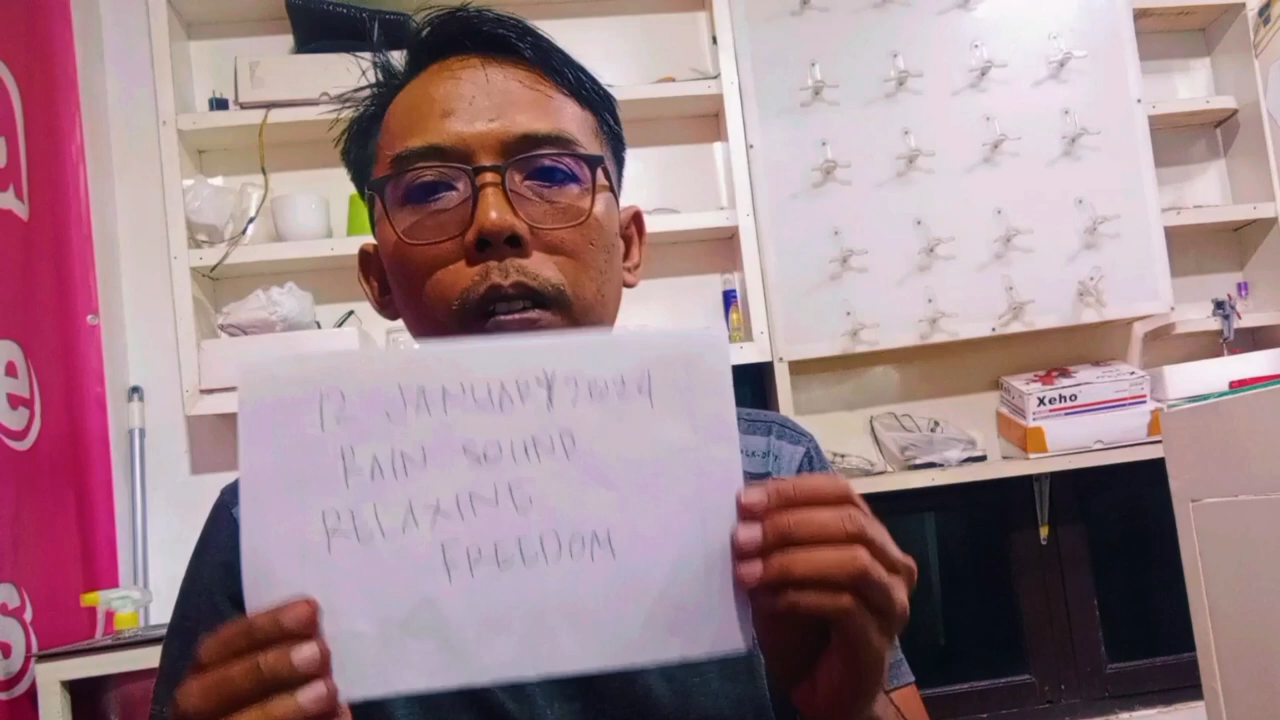 a
e
s
12 JANUARY 2024
RAIN SOUND
RELAXING
FREEDOM
Xeho